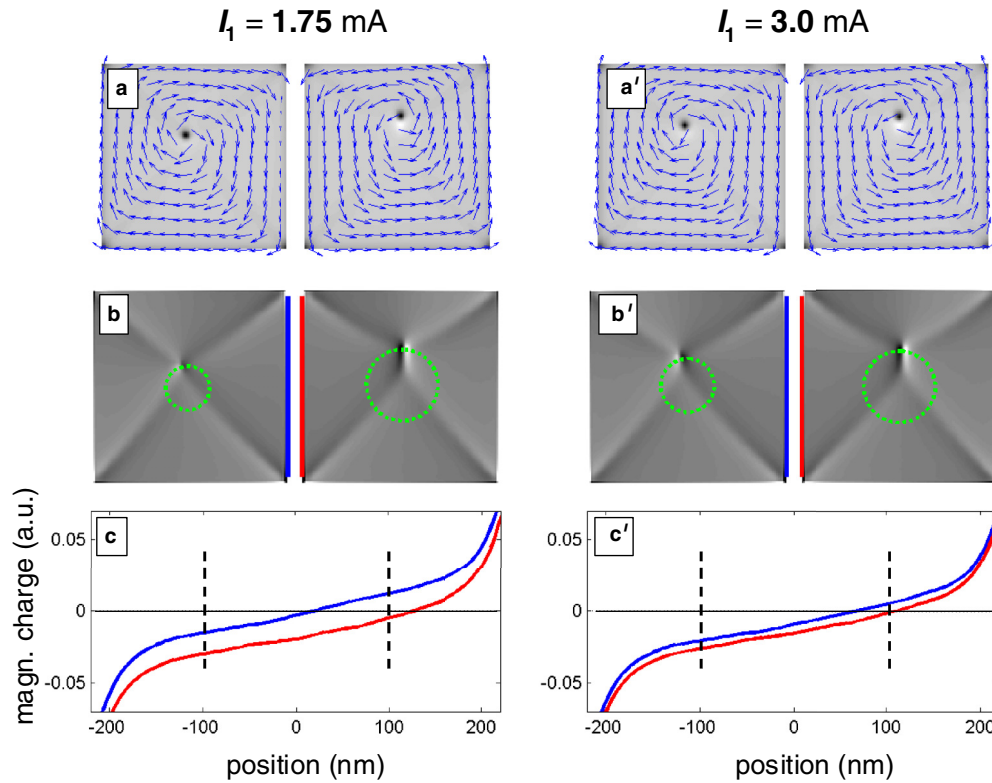 I₁ = 1.75 mA
I₁ = 3.0 mA
a
a′
b
b′
c
c′
magn. charge (a.u.)
0.05
0
-0.05
-200 -100 0 100 200
position (nm)
0.05
0
-0.05
-200 -100 0 100 200
position (nm)